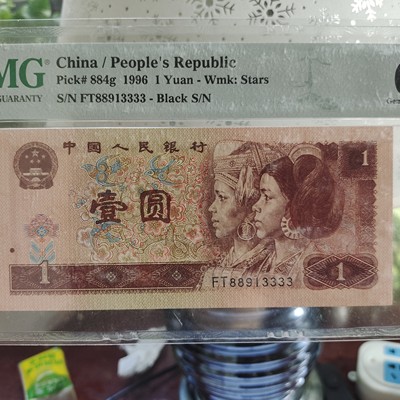 MG
GUARANTY
China / People's Republic
Pick# 884g 1996 1 Yuan - Wmk: Stars
S/N FT88913333 - Black S/N
中国人民银行
1
壹圆
1
1
FT88913333